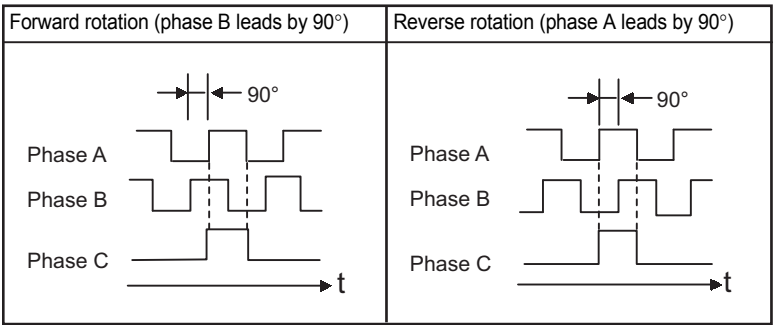 Forward rotation (phase B leads by 90°)
90°
Phase A
Phase B
Phase C
t
Reverse rotation (phase A leads by 90°)
90°
Phase A
Phase B
Phase C
t